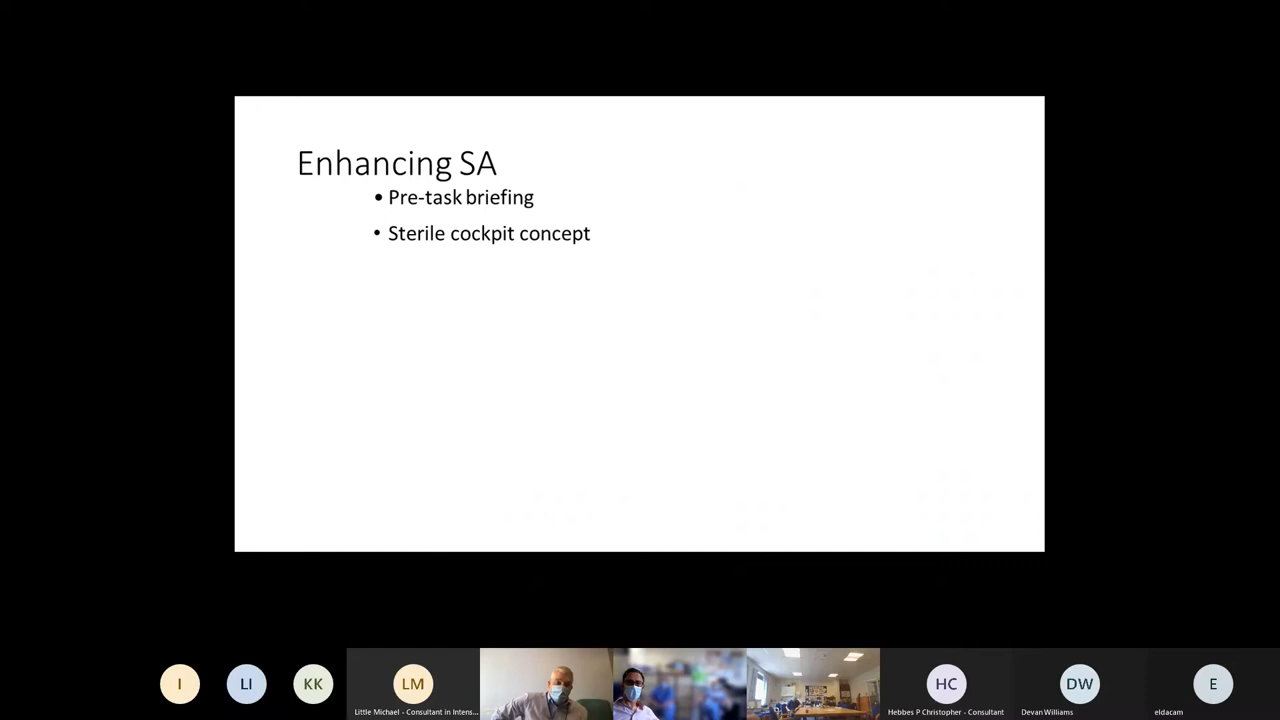 Enhancing SA
• Pre-task briefing
• Sterile cockpit concept
I
LI
KK
LM
HC
DW
E
Little Michael - Consultant in Intens...
Hebbes P Christopher - Consultant
Devan Williams
eldacam